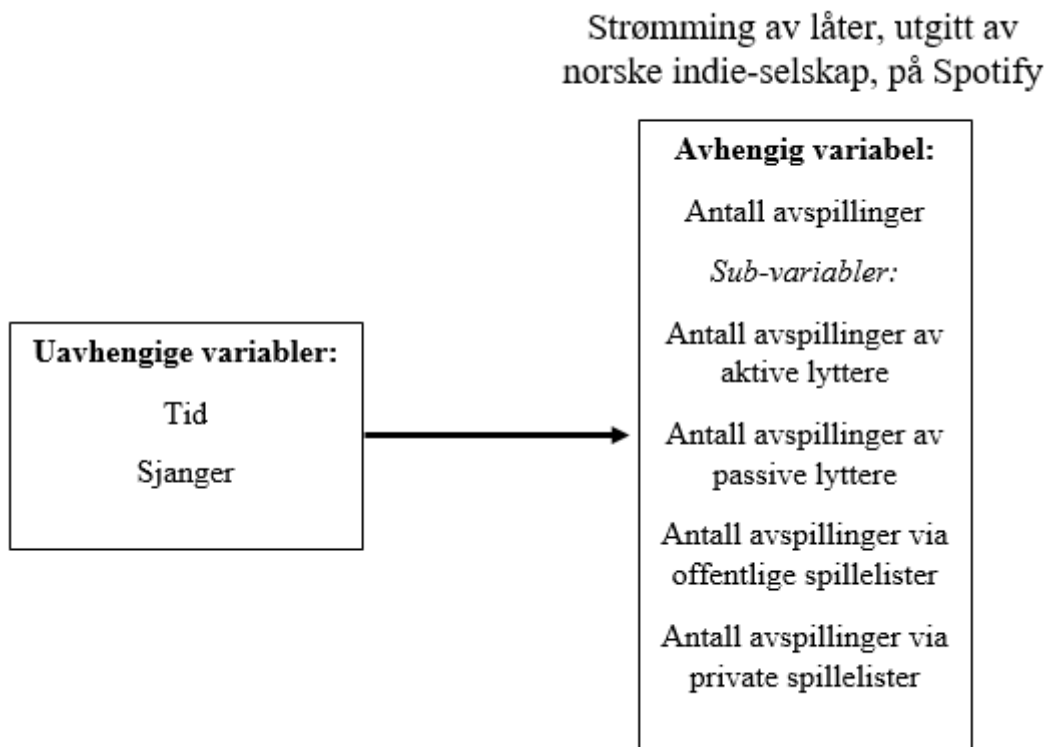 Strømming av låter, utgitt av
norske indie-selskap, på Spotify
Uavhengige variabler:
Tid
Sjanger
Avhengig variabel:
Antall avspillinger
Sub-variabler:
Antall avspillinger av
aktive lyttere
Antall avspillinger av
passive lyttere
Antall avspillinger via
offentlige spillelister
Antall avspillinger via
private spillelister